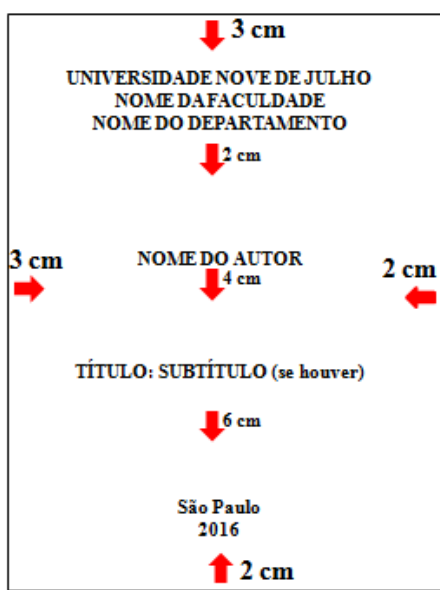 3 cm
UNIVERSIDADE NOVE DE JULHO
NOME DA FACULDADE
NOME DO DEPARTAMENTO
2 cm
NOME DO AUTOR
3 cm
4 cm
2 cm
TÍTULO: SUBTÍTULO (se houver)
6 cm
São Paulo
2016
2 cm